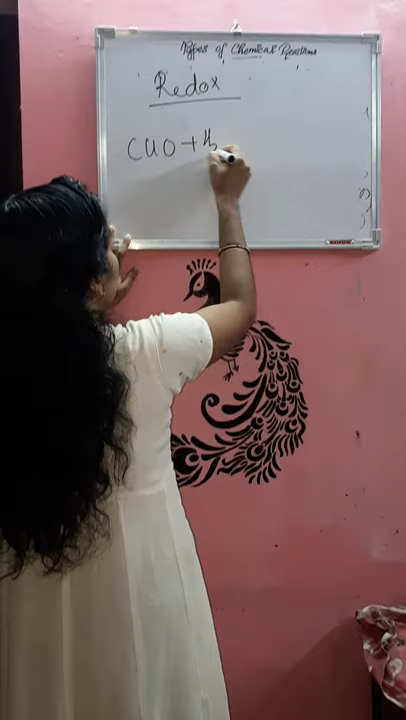 Types of Chemical Reactions
Redox
CUO + H